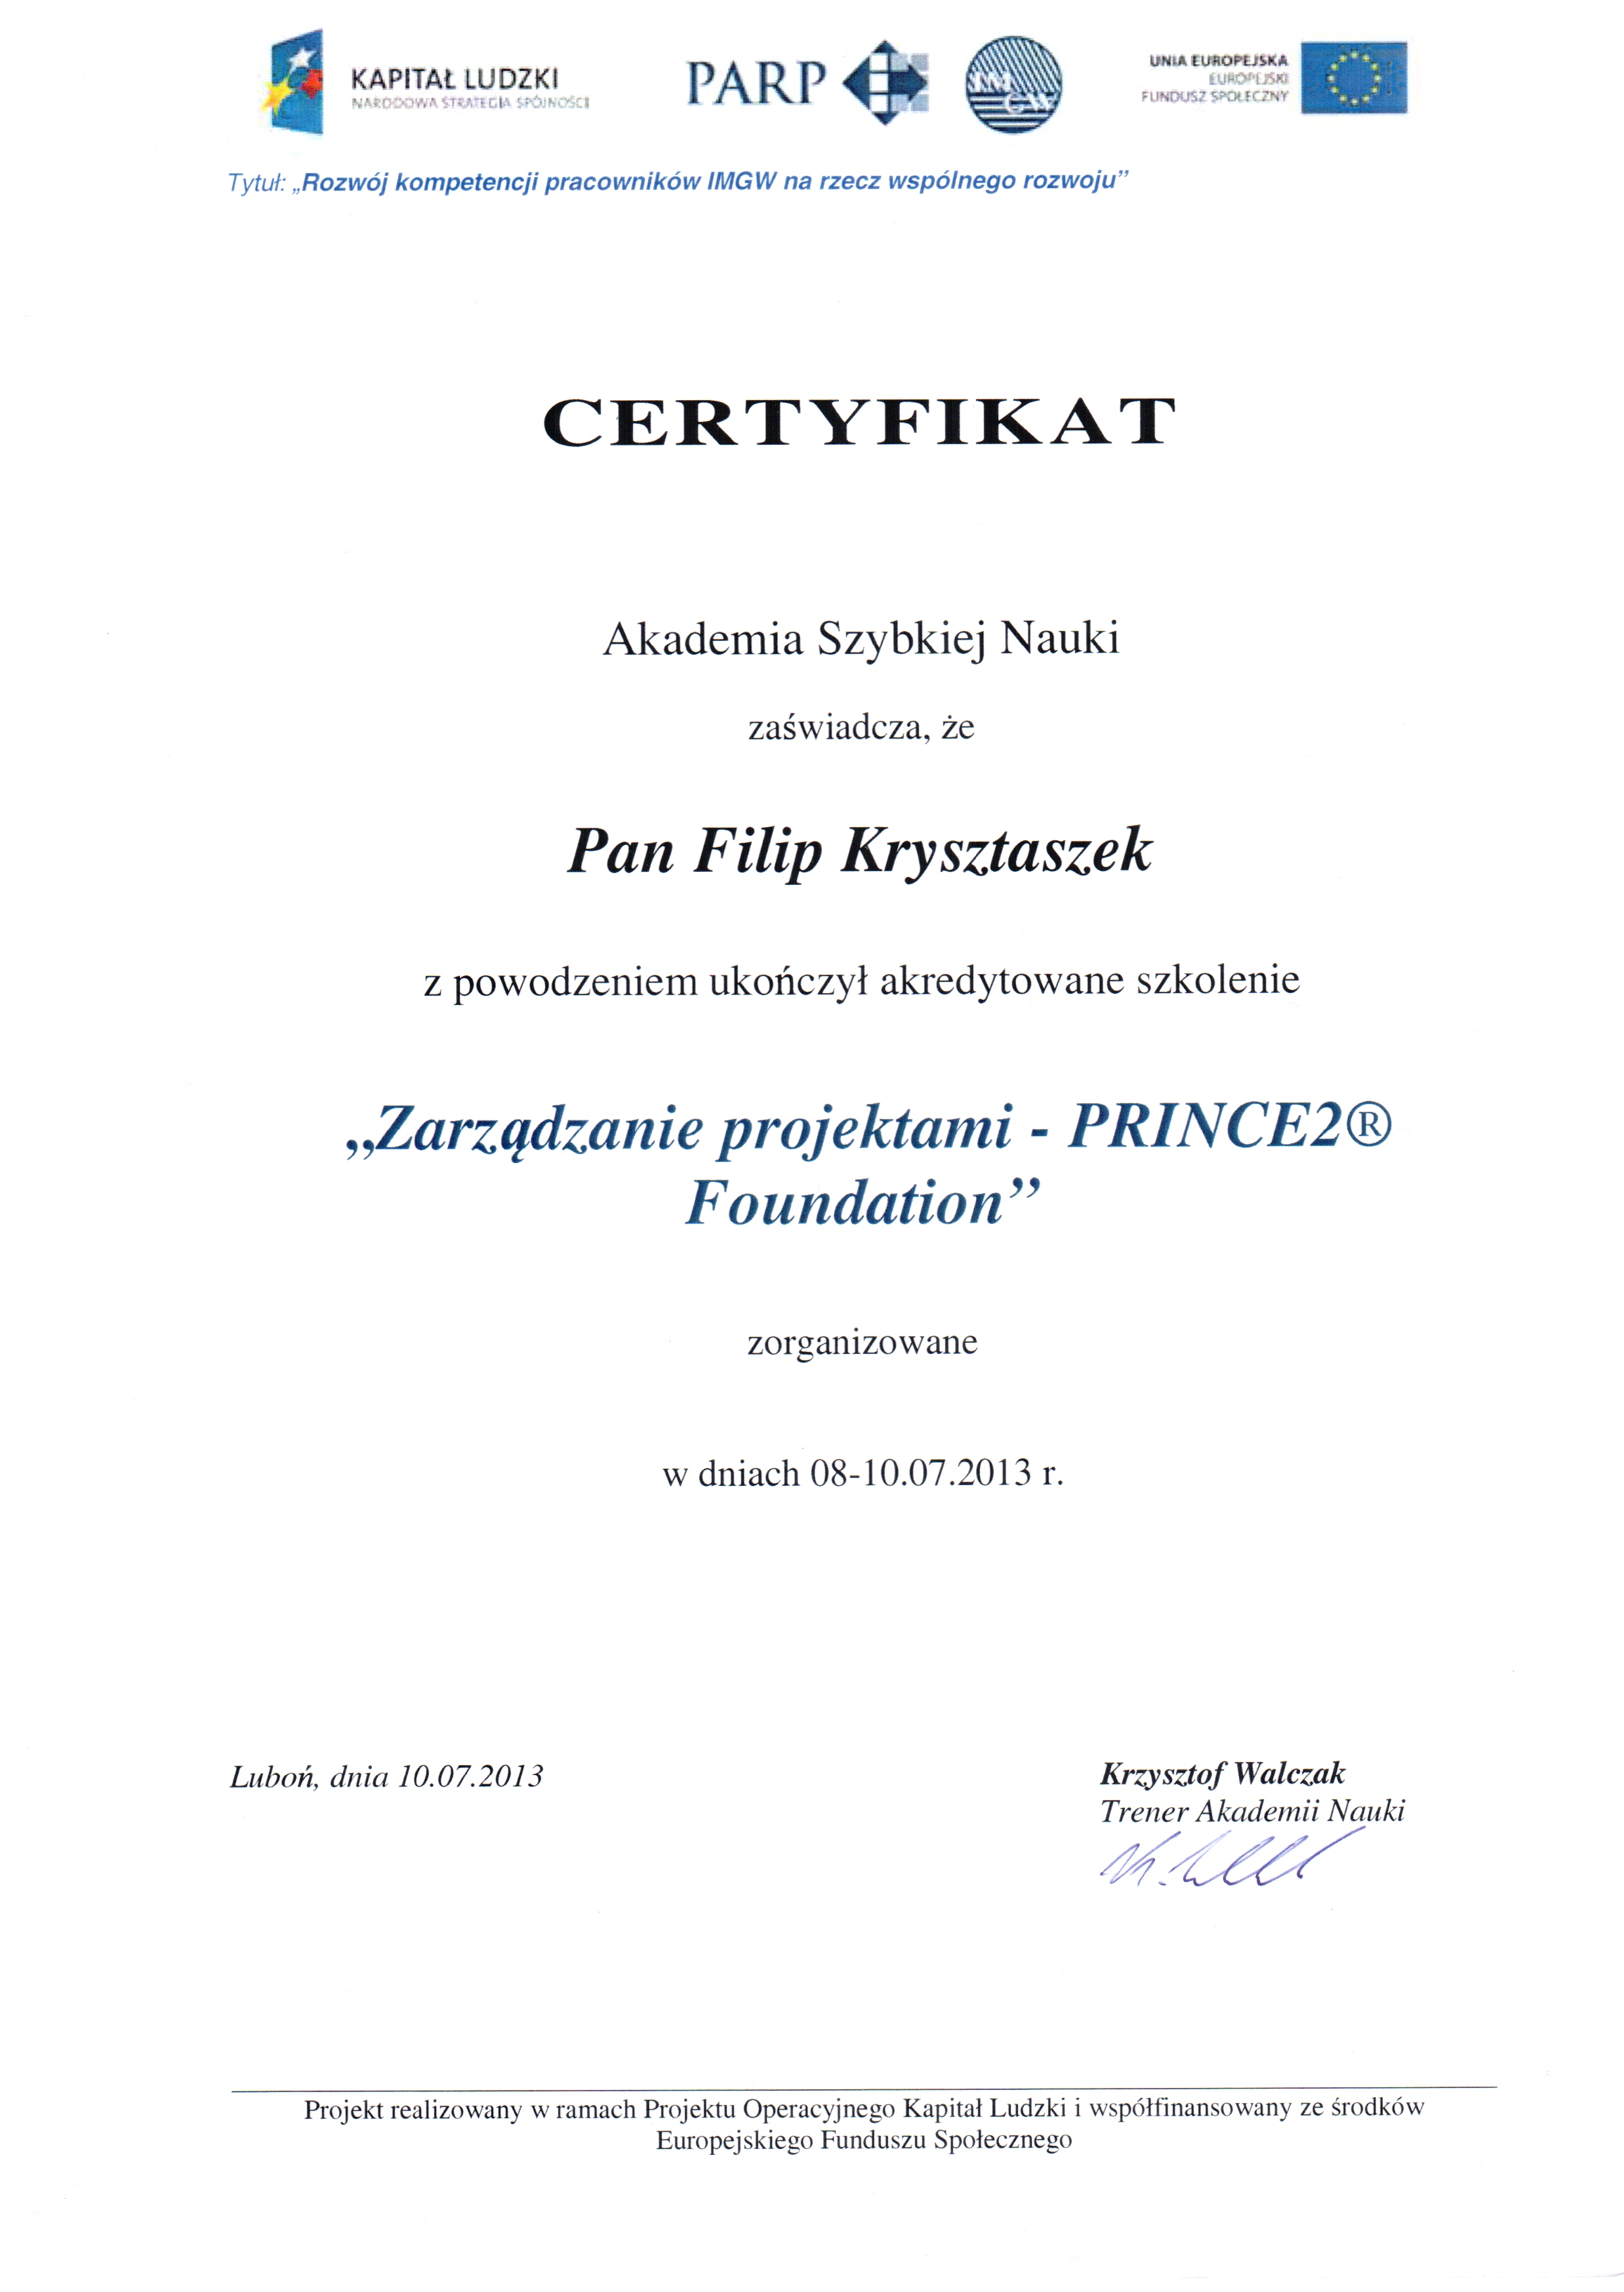 KAPITAŁ LUDZKI
NARODOWA STRATEGIA SPÓJNOŚCI
PARP
IMGW
UNIA EUROPEJSKA
EUROPEJSKI
FUNDUSZ SPOŁECZNY
Tytuł: „Rozwój kompetencji pracowników IMGW na rzecz wspólnego rozwoju”
CERTYFIKAT
Akademia Szybkiej Nauki
zaświadcza, że
Pan Filip Krysztaszek
z powodzeniem ukończył akredytowane szkolenie
„Zarządzanie projektami - PRINCE2®
Foundation”
zorganizowane
w dniach 08-10.07.2013 r.
Luboń, dnia 10.07.2013
Krzysztof Walczak
Trener Akademii Nauki
Projekt realizowany w ramach Projektu Operacyjnego Kapitał Ludzki i współfinansowany ze środków
Europejskiego Funduszu Społecznego